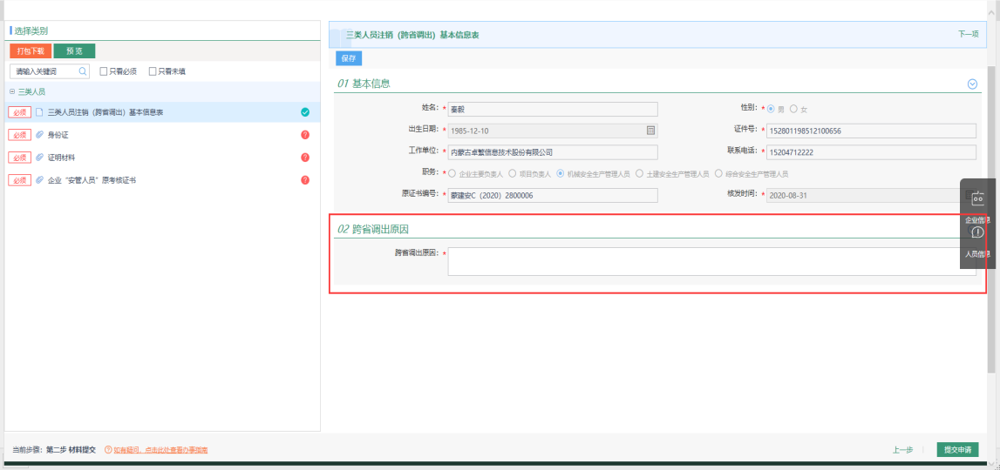 选择类别
打包下载 预 览
请输入关键词 只看必须 只看未填
三类人员
必须 三类人员注销（跨省调出）基本信息表
必须 身份证
必须 证明材料
必须 企业“安管人员”原考核证书
三类人员注销（跨省调出）基本信息表 下一项
保存
01 基本信息
姓名：* 秦毅 性别：* 男 女
出生日期：* 1985-12-10 证件号：* 152801198512100656
工作单位：* 内蒙古卓繁信息技术股份有限公司 联系电话：* 15204712222
职务：* 企业主要负责人 项目负责人 机械安全生产管理人员 土建安全生产管理人员 综合安全生产管理人员
原证书编号：* 蒙建安C（2020）2800006 核发时间：* 2020-08-31
企业信息
人员信息
02 跨省调出原因
跨省调出原因：*
当前步骤：第二步 材料提交 如有疑问，点击此处查看办事指南 上一步 提交申请